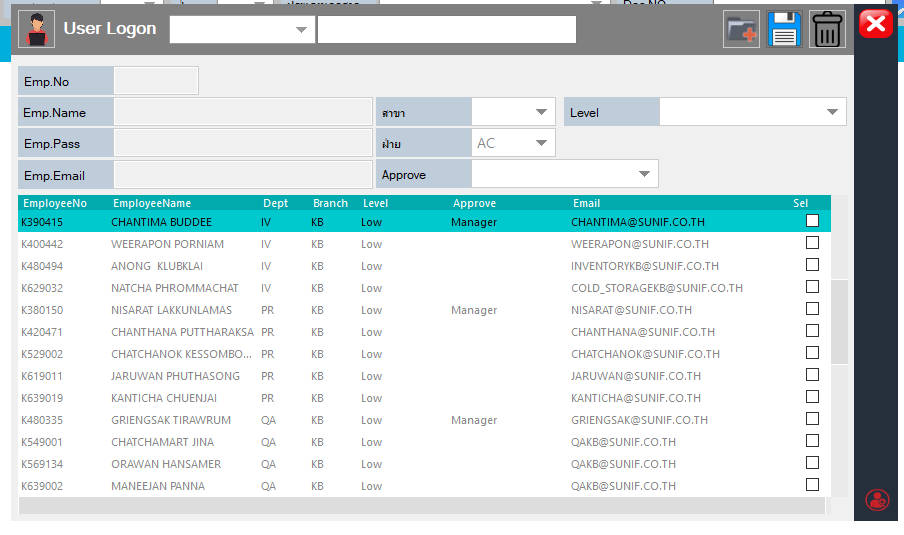 User Logon
Emp.No
Emp.Name สาขา Level
Emp.Pass ฝ่าย AC
Emp.Email Approve
EmployeeNo EmployeeName Dept Branch Level Approve Email Sel
K390415 CHANTIMA BUDDEE IV KB Low Manager CHANTIMA@SUNIF.CO.TH
K400442 WEERAPON PORNIAM IV KB Low WEERAPON@SUNIF.CO.TH
K480494 ANONG KLUBKLAI IV KB Low INVENTORYKB@SUNIF.CO.TH
K629032 NATCHA PHROMMACHAT IV KB Low COLD_STORAGEKB@SUNIF.CO.TH
K380150 NISARAT LAKKUNLAMAS PR KB Low Manager NISARAT@SUNIF.CO.TH
K420471 CHANTHANA PUTTHARAKSA PR KB Low CHANTHANA@SUNIF.CO.TH
K529002 CHATCHANOK KESSOMBO... PR KB Low CHATCHANOK@SUNIF.CO.TH
K619011 JARUWAN PHUTHASONG PR KB Low JARUWAN@SUNIF.CO.TH
K639019 KANTICHA CHUENJAI PR KB Low KANTICHA@SUNIF.CO.TH
K480335 GRIENGSAK TIRAWRUM QA KB Low Manager GRIENGSAK@SUNIF.CO.TH
K549001 CHATCHAMART JINA QA KB Low QAKB@SUNIF.CO.TH
K569134 ORAWAN HANSAMER QA KB Low QAKB@SUNIF.CO.TH
K639002 MANEEJAN PANNA QA KB Low QAKB@SUNIF.CO.TH